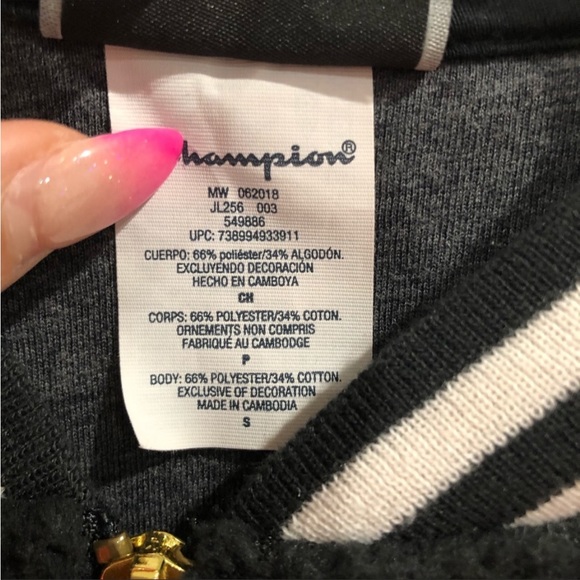 Champion®
MW 062018
JL256 003
549886
UPC: 738994933911
CUERPO: 66% poliéster/34% ALGODÓN.
EXCLUYENDO DECORACIÓN
HECHO EN CAMBOYA
CH
CORPS: 66% POLYESTER/34% COTON.
ORNEMENTS NON COMPRIS
FABRIQUÉ AU CAMBODGE
P
BODY: 66% POLYESTER/34% COTTON.
EXCLUSIVE OF DECORATION
MADE IN CAMBODIA
S